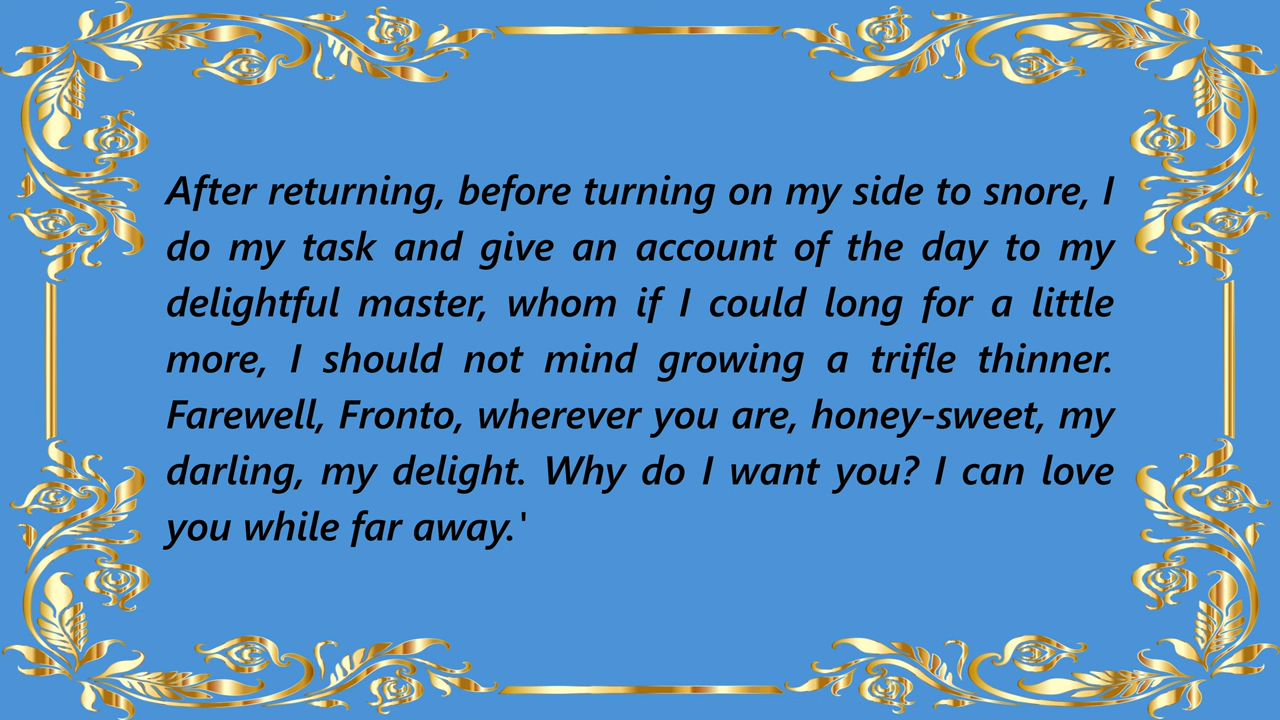 After returning, before turning on my side to snore, I
do my task and give an account of the day to my
delightful master, whom if I could long for a little
more, I should not mind growing a trifle thinner.
Farewell, Fronto, wherever you are, honey-sweet, my
darling, my delight. Why do I want you? I can love
you while far away.'